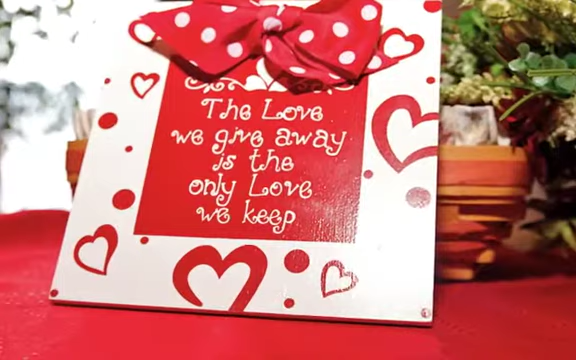 The Love
we give away
is the
only Love
we keep